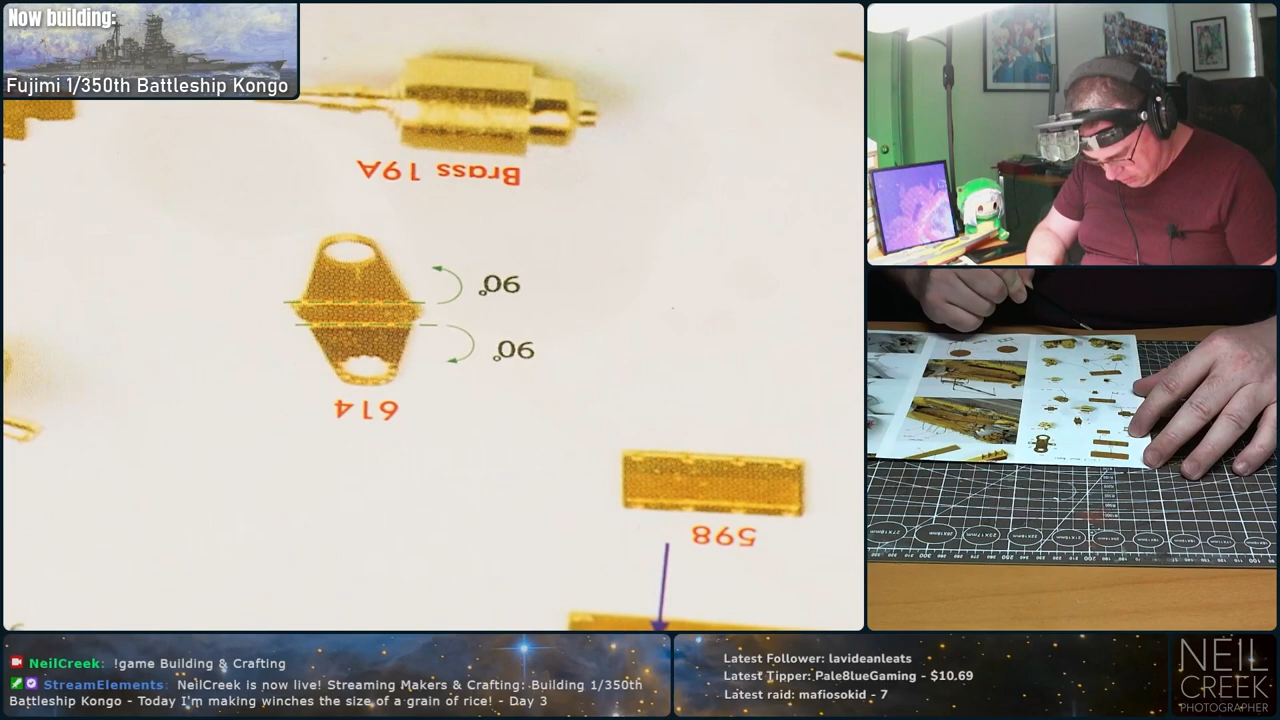 Now building:
Fujimi 1/350th Battleship Kongo
Brass 19A
90°
90°
614
598
NeilCreek: !game Building & Crafting
StreamElements: NeilCreek is now live! Streaming Makers & Crafting: Building 1/350th
Battleship Kongo - Today I'm making winches the size of a grain of rice! - Day 3
Latest Follower: lavideanleats
Latest Tipper: Pale8lueGaming - $10.69
Latest raid: mafiosokid - 7
NEIL
CREEK
PHOTOGRAPHER